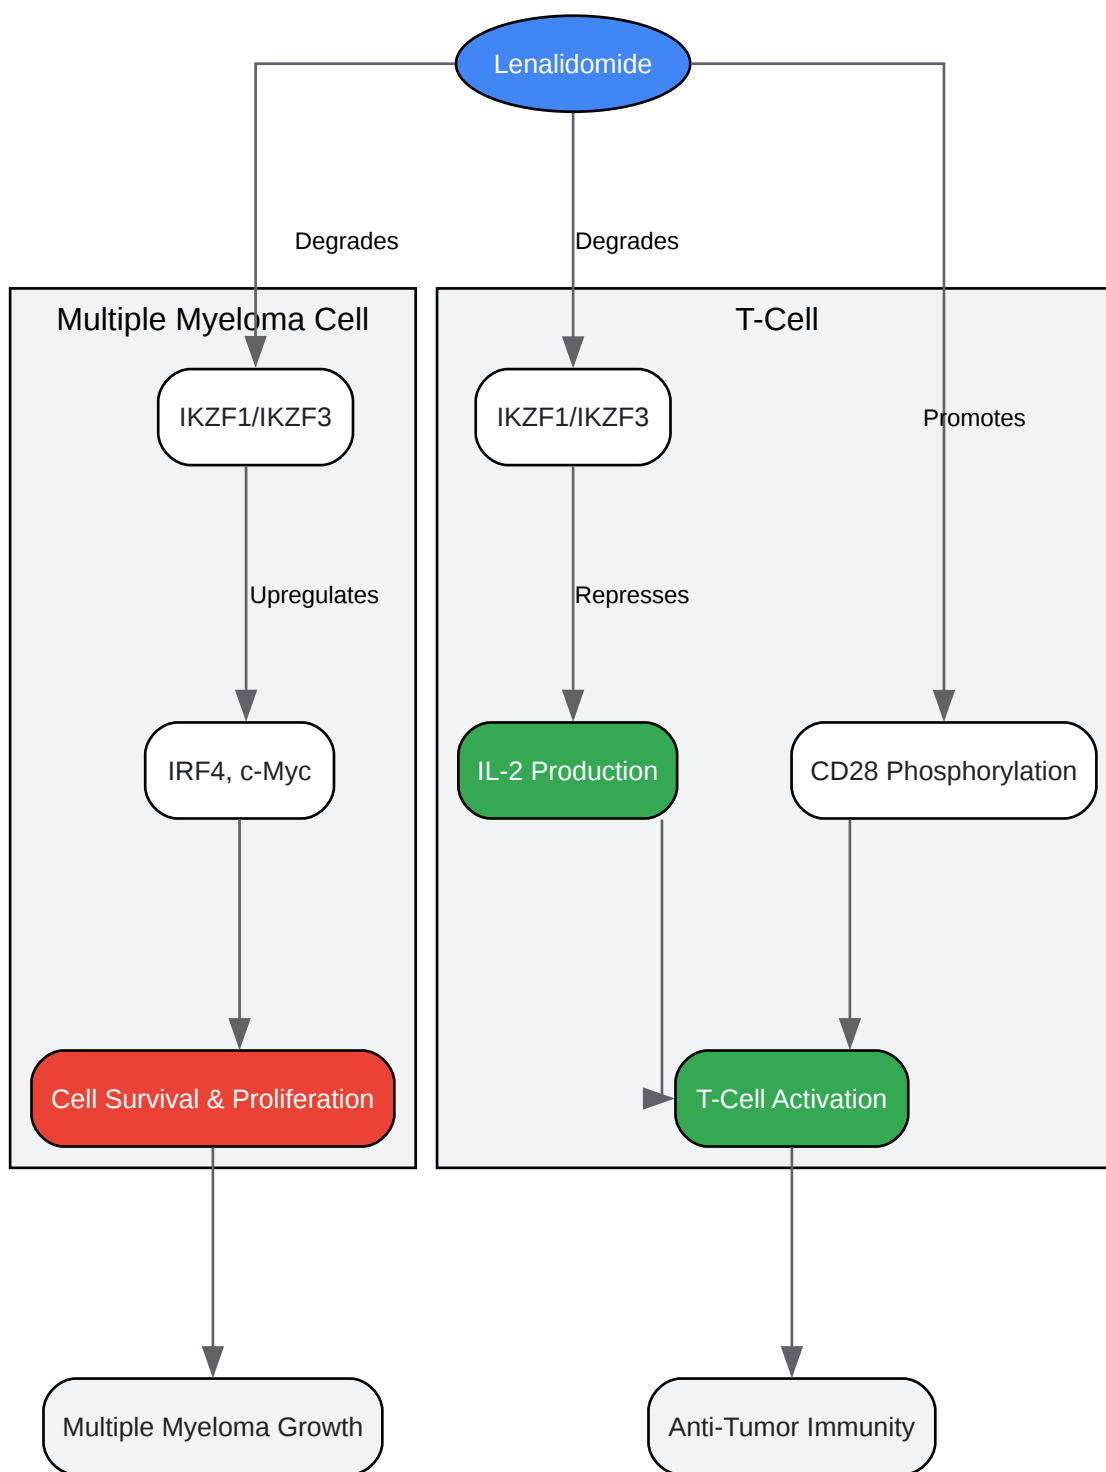 Lenalidomide
Degrades
Degrades
Multiple Myeloma Cell
T-Cell
IKZF1/IKZF3
IKZF1/IKZF3
Promotes
Upregulates
Represses
IRF4, c-Myc
IL-2 Production
CD28 Phosphorylation
Cell Survival & Proliferation
T-Cell Activation
Multiple Myeloma Growth
Anti-Tumor Immunity